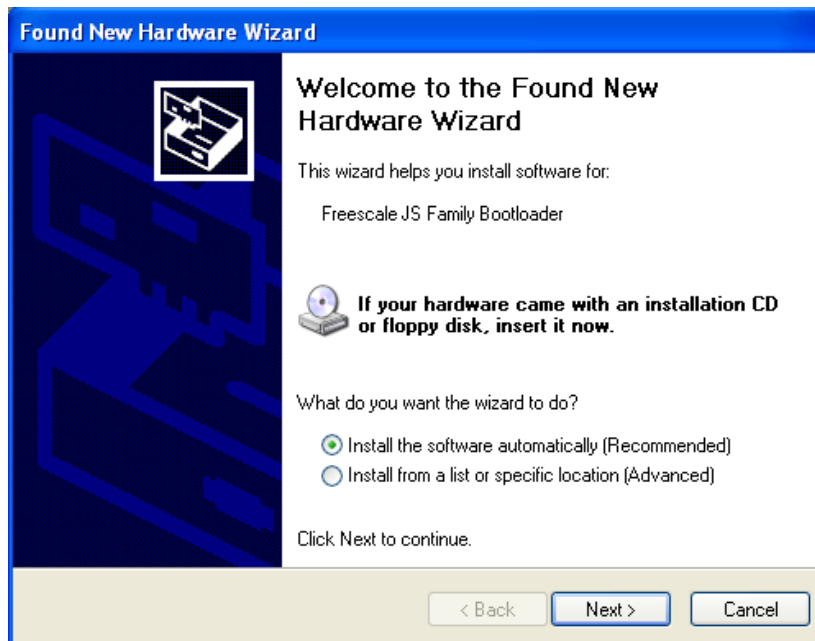 Found New Hardware Wizard
Welcome to the Found New
Hardware Wizard
This wizard helps you install software for:
Freescale JS Family Bootloader
If your hardware came with an installation CD
or floppy disk, insert it now.
What do you want the wizard to do?
Install the software automatically (Recommended)
Install from a list or specific location (Advanced)
Click Next to continue.
< Back
Next >
Cancel